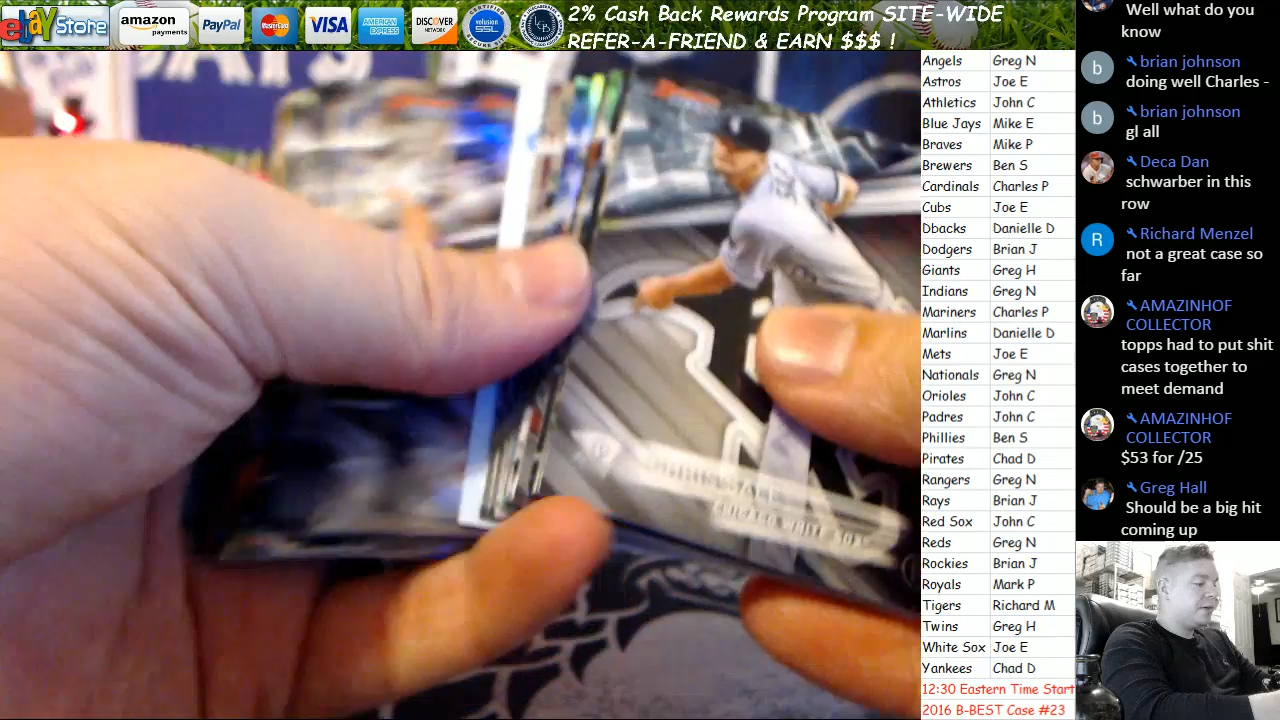 ebay Store
amazon
payments
PayPal
MasterCard
VISA
AMERICAN
EXPRESS
DISCOVER
NETWORK
volusion
SSL
2% Cash Back Rewards Program SITE-WIDE
REFER-A-FRIEND & EARN $$$ !
CHICAGO WHITE SOX
Angels Greg N
Astros Joe E
Athletics John C
Blue Jays Mike E
Braves Mike P
Brewers Ben S
Cardinals Charles P
Cubs Joe E
Dbacks Danielle D
Dodgers Brian J
Giants Greg H
Indians Greg N
Mariners Charles P
Marlins Danielle D
Mets Joe E
Nationals Greg N
Orioles John C
Padres John C
Phillies Ben S
Pirates Chad D
Rangers Greg N
Rays Brian J
Red Sox John C
Reds Greg N
Rockies Brian J
Royals Mark P
Tigers Richard M
Twins Greg H
White Sox Joe E
Yankees Chad D
12:30 Eastern Time Start
2016 B-BEST Case #23
Well what do you
know
b
brian johnson
doing well Charles -
b
brian johnson
gl all
Deca Dan
schwarber in this
row
R
Richard Menzel
not a great case so
far
AMAZINHOF
COLLECTOR
topps had to put shit
cases together to
meet demand
AMAZINHOF
COLLECTOR
$53 for /25
Greg Hall
Should be a big hit
coming up